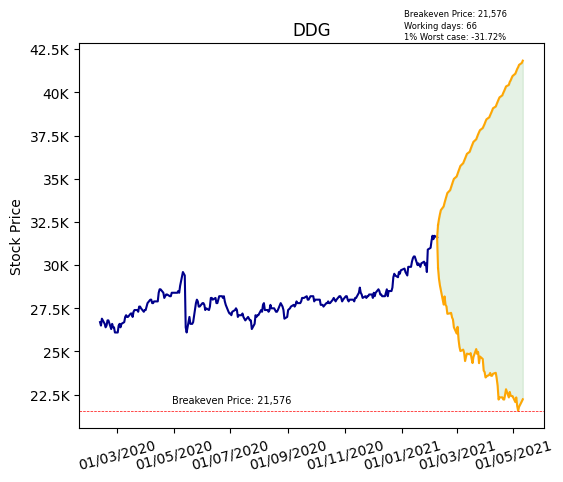 Breakeven Price: 21,576
Working days: 66
1% Worst case: -31.72%
DDG
42.5K
40K
37.5K
35K
32.5K
30K
27.5K
25K
22.5K
Stock Price
Breakeven Price: 21,576
01/03/2020 01/05/2020 01/07/2020 01/09/2020 01/11/2020 01/01/2021 01/03/2021 01/05/2021